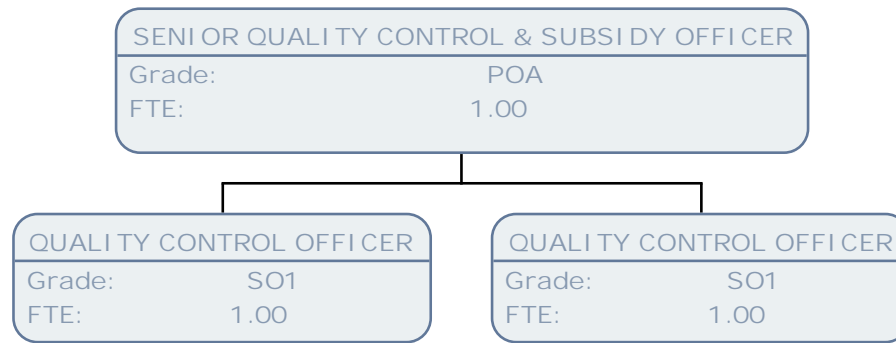 SENIOR QUALITY CONTROL & SUBSIDY OFFICER
Grade: POA
FTE: 1.00
QUALITY CONTROL OFFICER
Grade: SO1
FTE: 1.00
QUALITY CONTROL OFFICER
Grade: SO1
FTE: 1.00